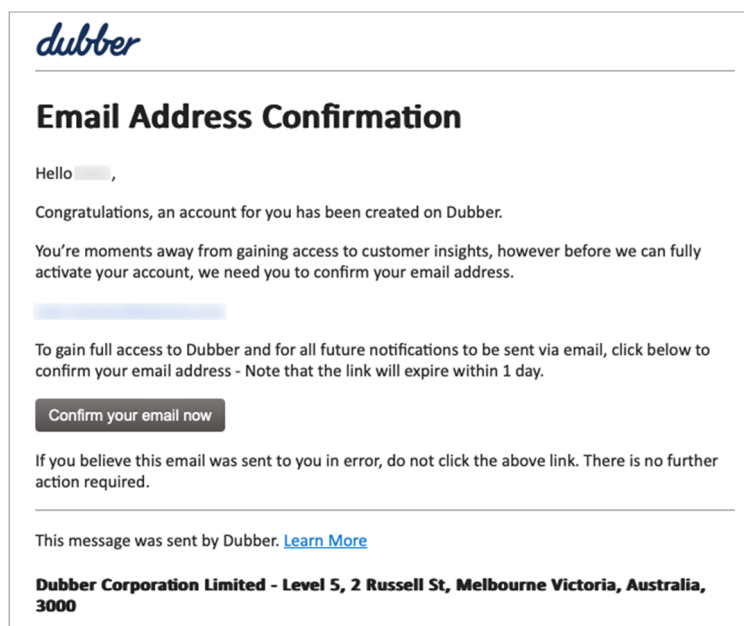 dubber
Email Address Confirmation
Hello ,
Congratulations, an account for you has been created on Dubber.
You’re moments away from gaining access to customer insights, however before we can fully
activate your account, we need you to confirm your email address.
To gain full access to Dubber and for all future notifications to be sent via email, click below to
confirm your email address - Note that the link will expire within 1 day.
Confirm your email now
If you believe this email was sent to you in error, do not click the above link. There is no further
action required.
This message was sent by Dubber. Learn More
Dubber Corporation Limited - Level 5, 2 Russell St, Melbourne Victoria, Australia,
3000